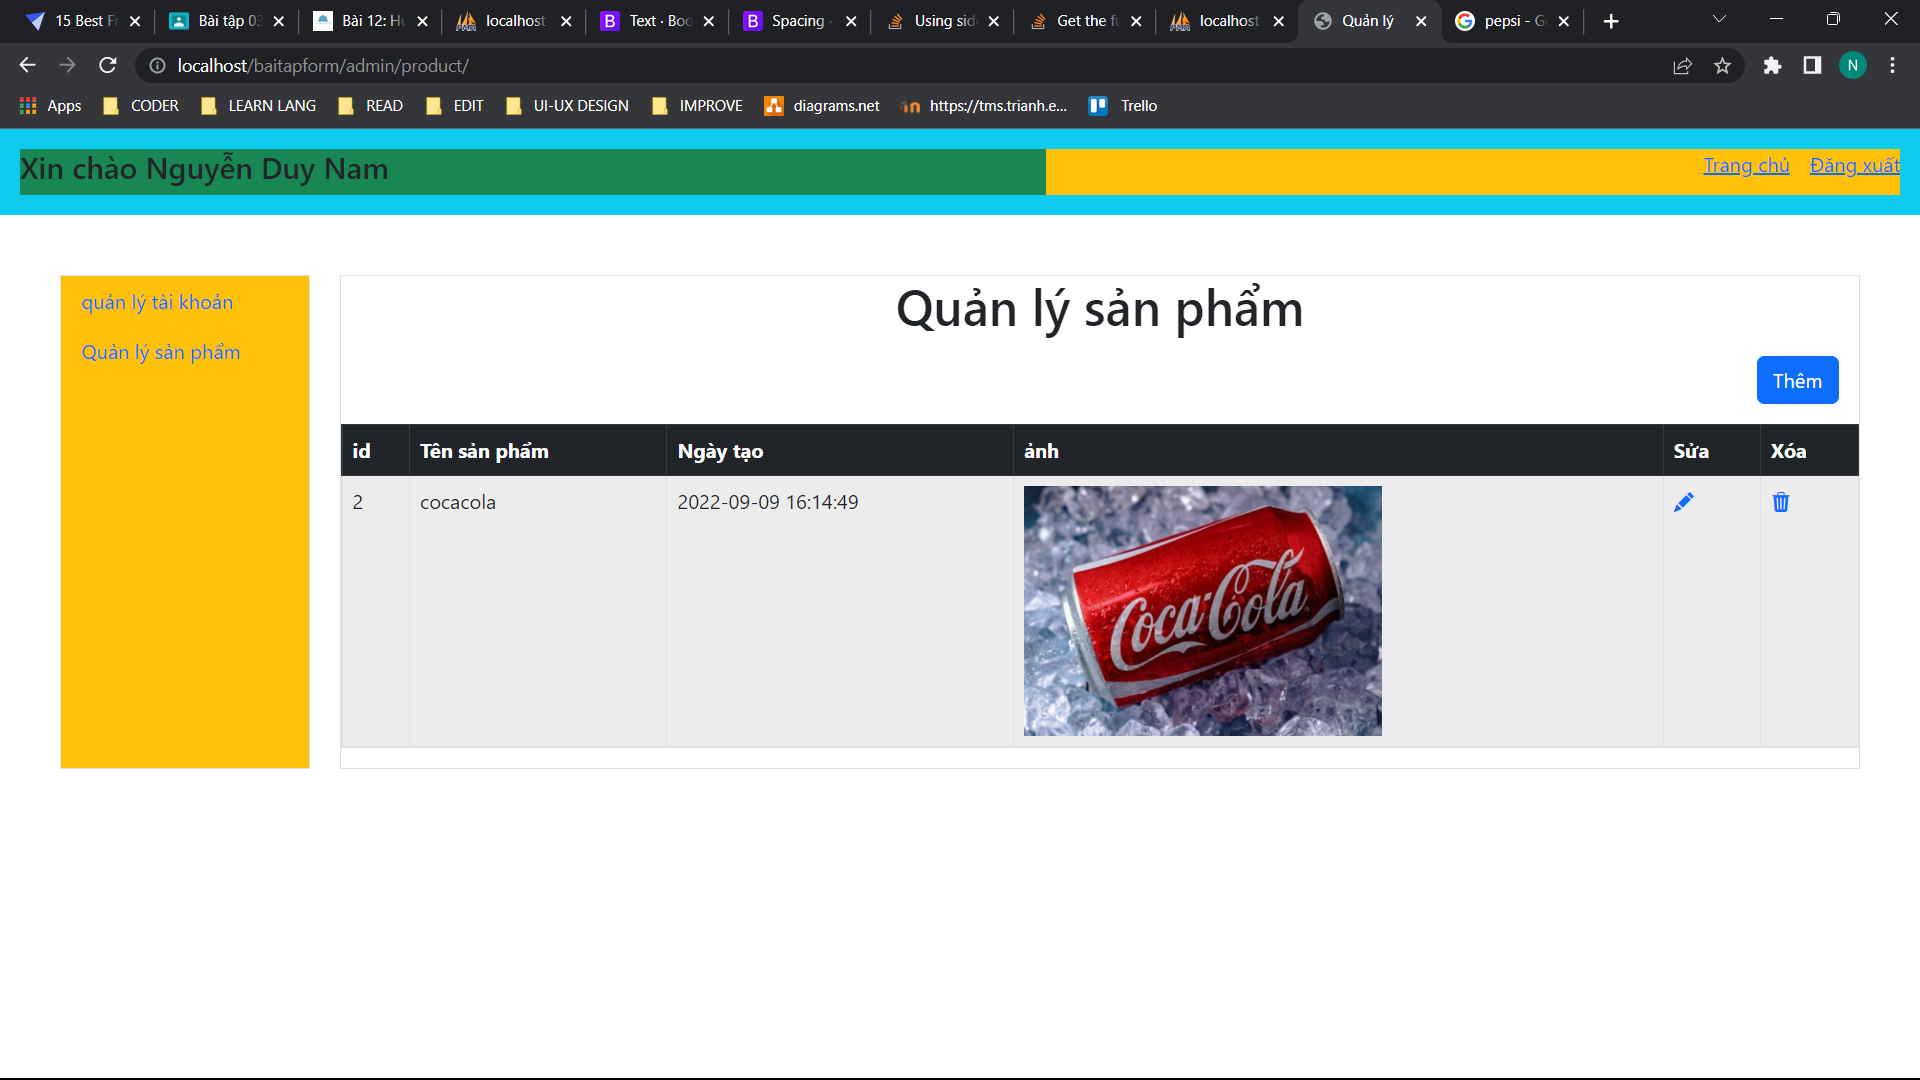 15 Best Fr
Bài tập 03
Bài 12: Hu
localhost
Text · Boo
Spacing ·
Using sid
Get the fu
localhost
Quản lý
pepsi - Go
localhost/baitapform/admin/product/
N
Apps
CODER
LEARN LANG
READ
EDIT
UI-UX DESIGN
IMPROVE
diagrams.net
https://tms.trianh.e...
Trello
Xin chào Nguyễn Duy Nam
Trang chủ
Đăng xuất
quản lý tài khoản
Quản lý sản phẩm
Quản lý sản phẩm
Thêm
id
Tên sản phẩm
Ngày tạo
ảnh
Sửa
Xóa
2
cocacola
2022-09-09 16:14:49
Coca-Cola